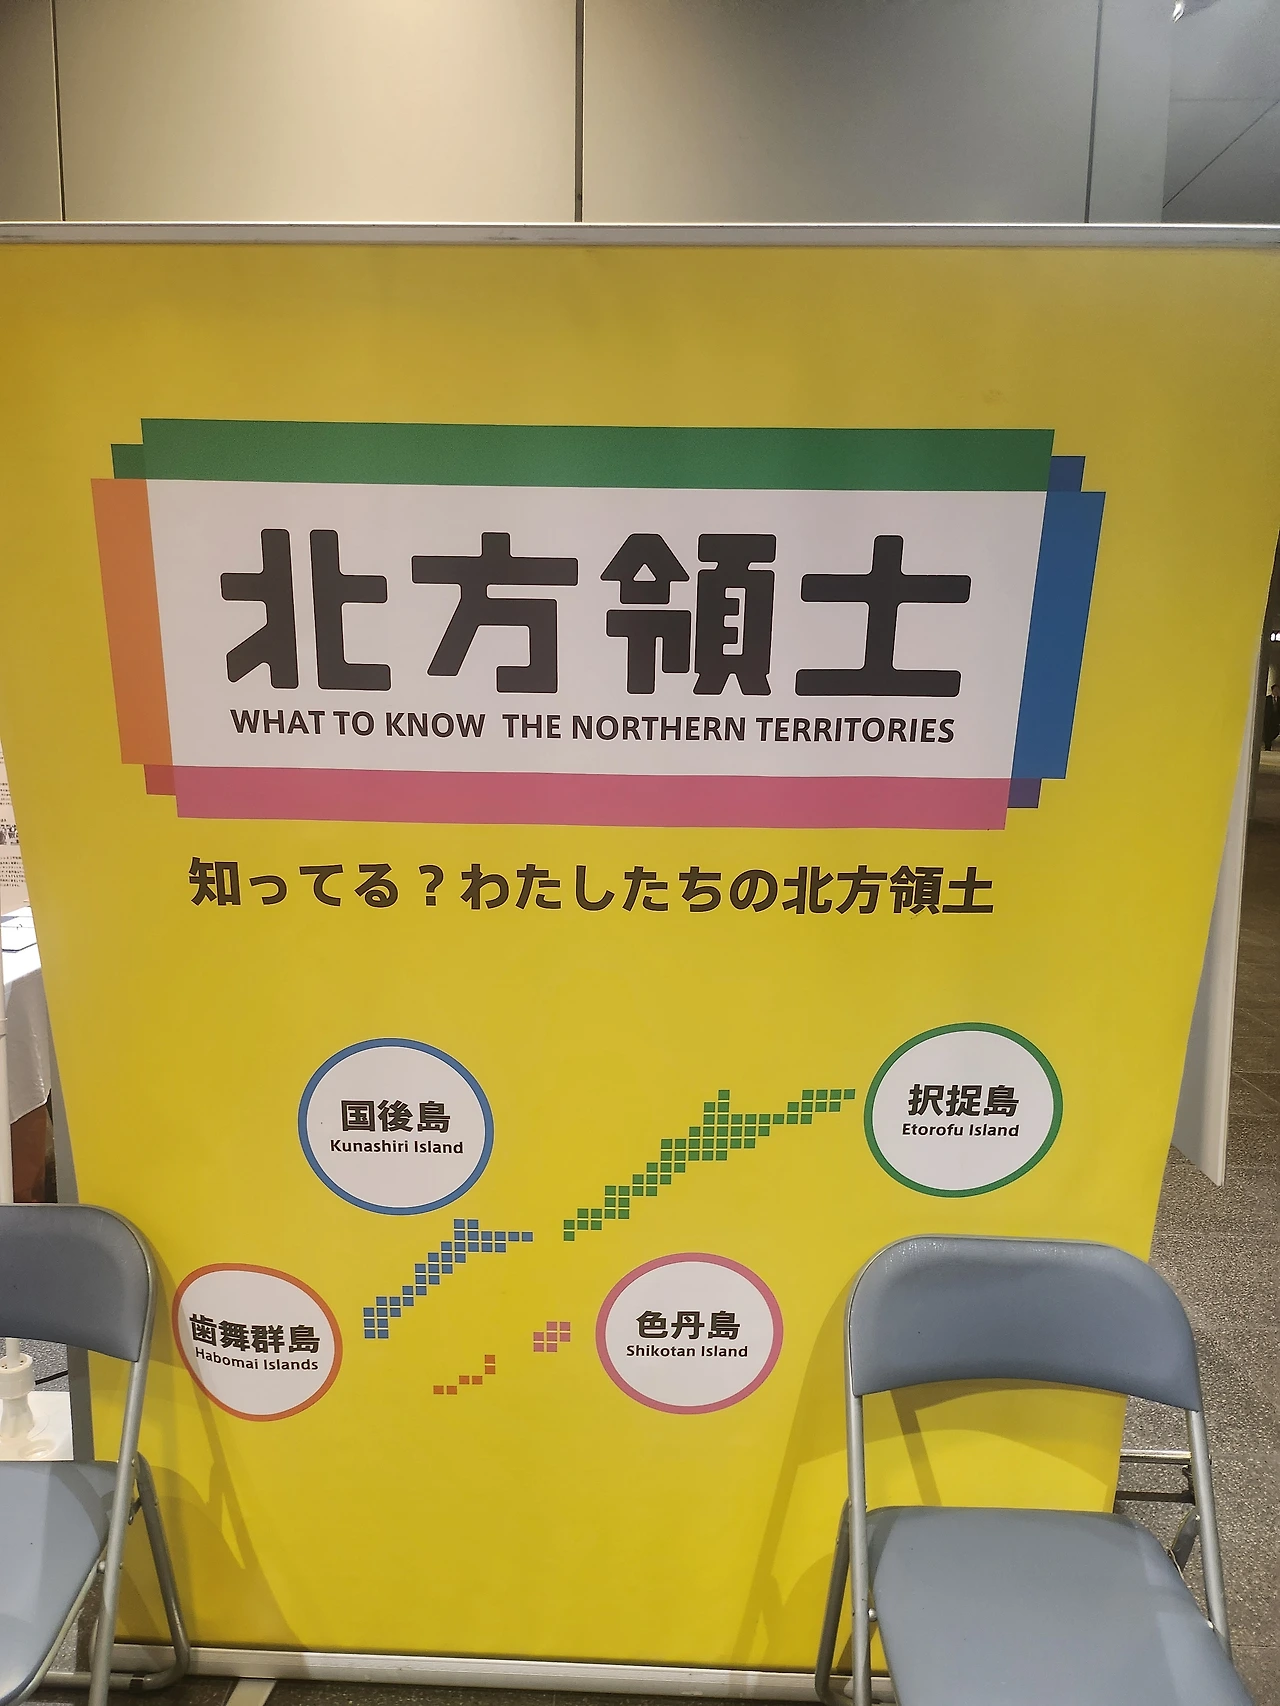 北方領土
WHAT TO KNOW THE NORTHERN TERRITORIES
知ってる？わたしたちの北方領土
国後島
Kunashiri Island
択捉島
Etorofu Island
歯舞群島
Habomai Islands
色丹島
Shikotan Island